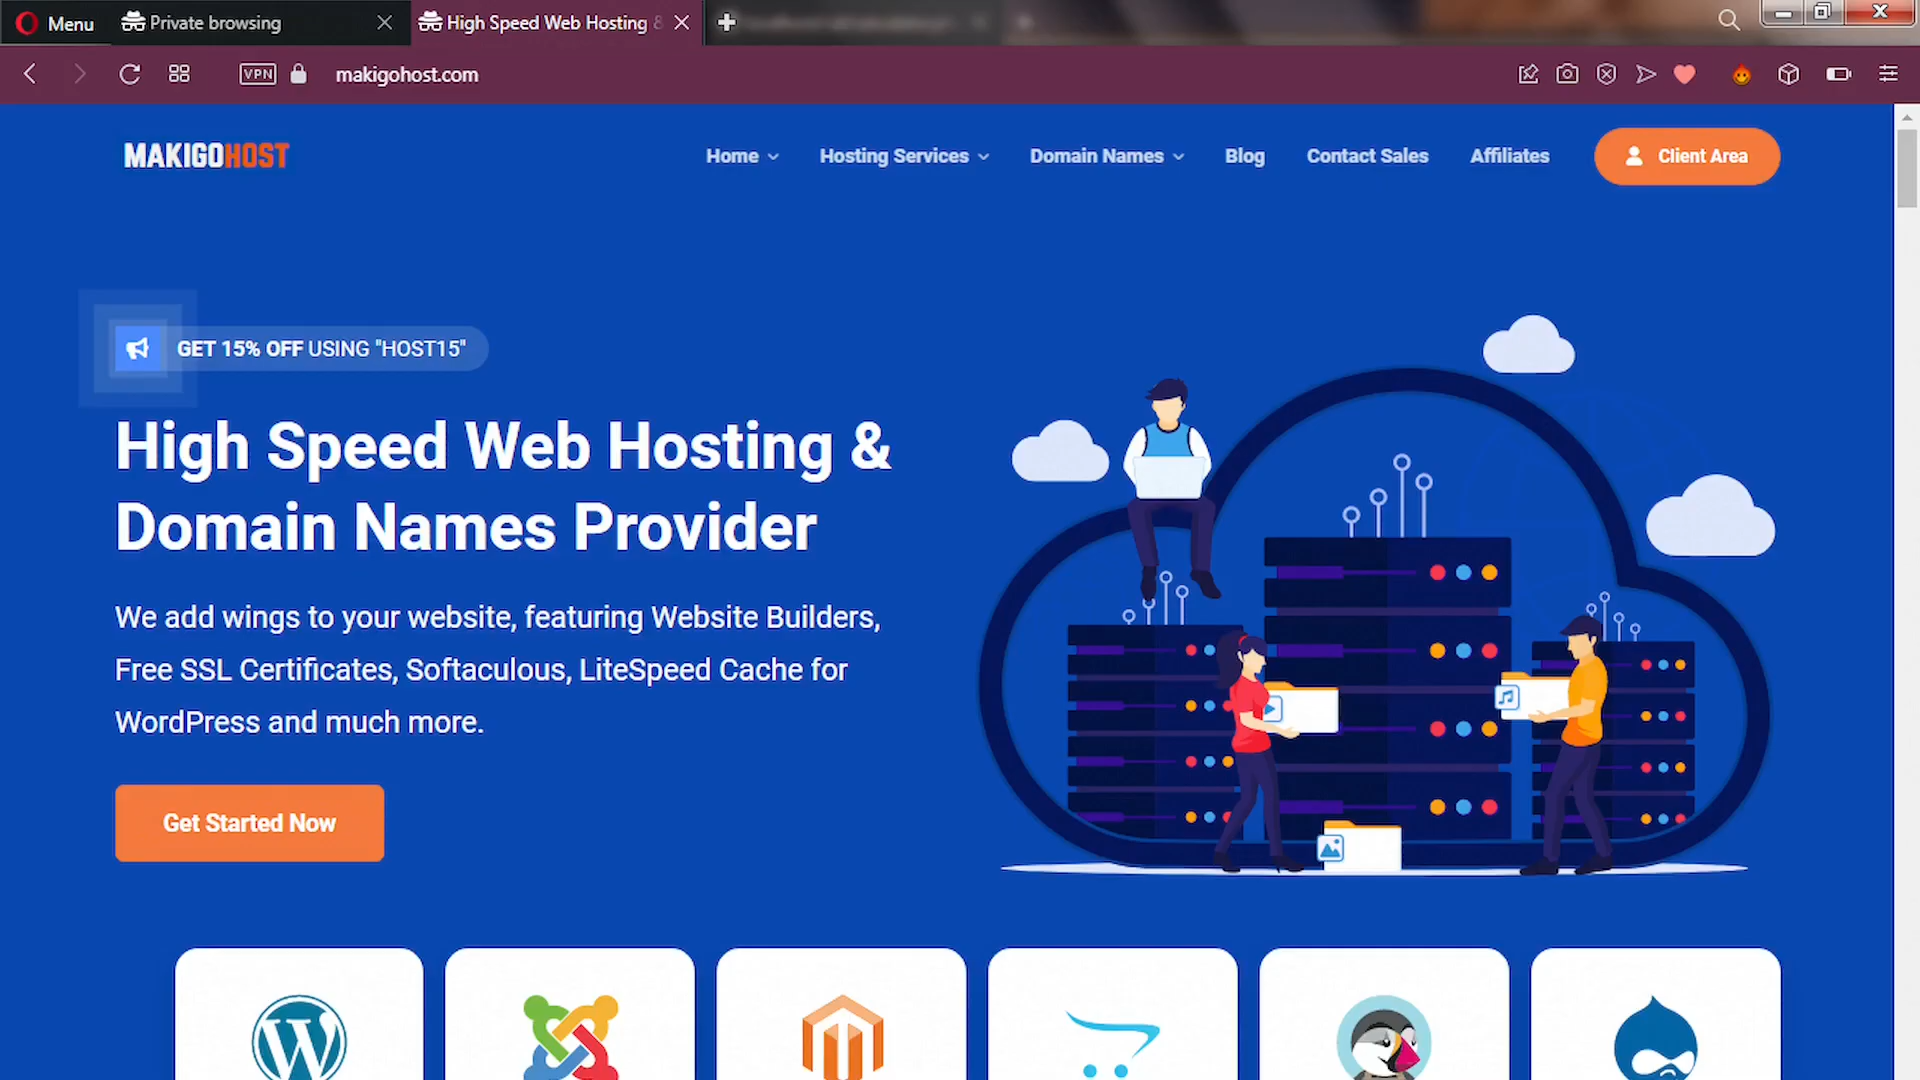 Menu
Private browsing
High Speed Web Hosting &
VPN
makigohost.com
MAKIGOHOST
Home
Hosting Services
Domain Names
Blog
Contact Sales
Affiliates
Client Area
GET 15% OFF USING "HOST15"
High Speed Web Hosting &
Domain Names Provider
We add wings to your website, featuring Website Builders,
Free SSL Certificates, Softaculous, LiteSpeed Cache for
WordPress and much more.
Get Started Now